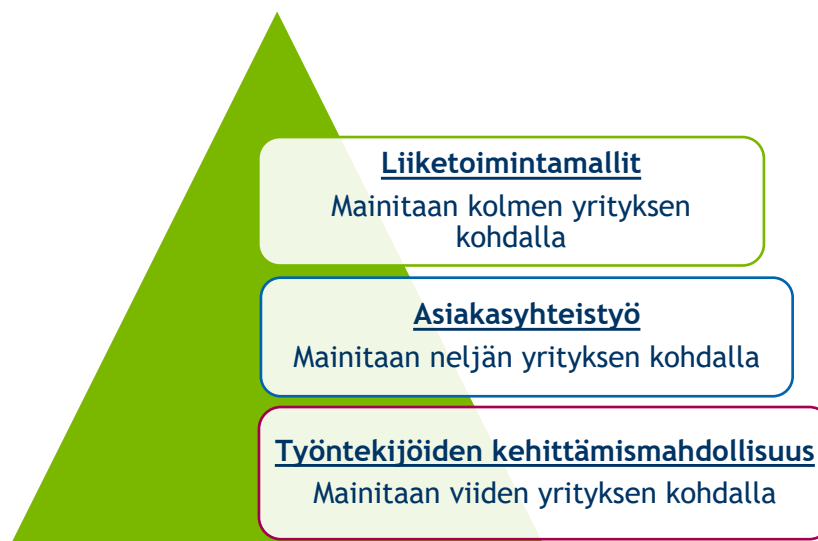 Liiketoimintamallit
Mainitaan kolmen yrityksen
kohdalla
Asiakasyhteistyö
Mainitaan neljän yrityksen kohdalla
Työntekijöiden kehittämismahdollisuus
Mainitaan viiden yrityksen kohdalla